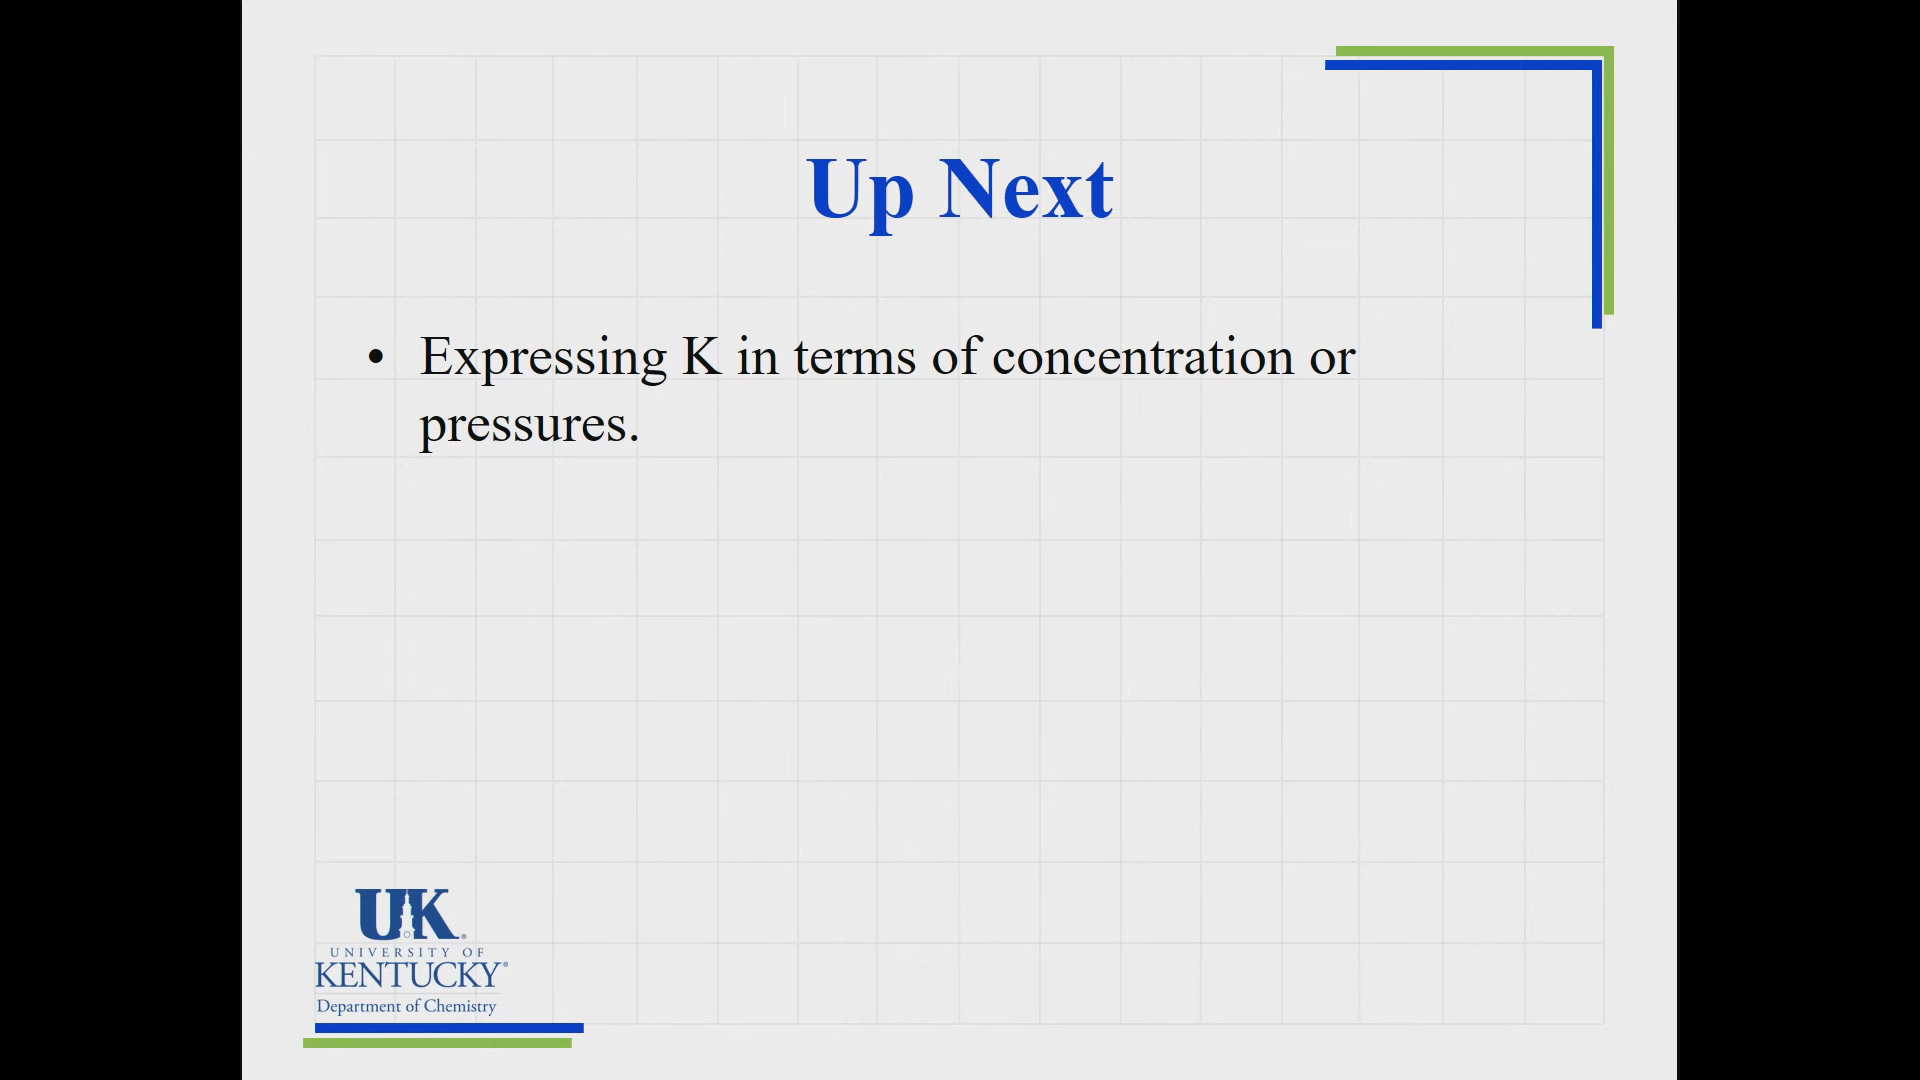 Up Next
• Expressing K in terms of concentration or
pressures.
UK®
UNIVERSITY OF
KENTUCKY®
Department of Chemistry